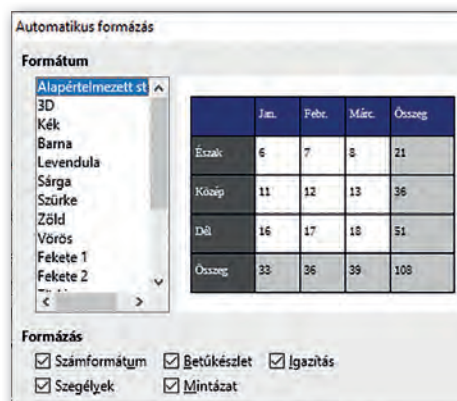 Automatikus formázás
Formátum
Alapértelmezett st
3D
Kék
Barna
Levendula
Sárga
Szürke
Zöld
Vörös
Fekete 1
Fekete 2
Jan. Febr. Márc. Összeg
Észak 6 7 8 21
Közép 11 12 13 36
Dél 16 17 18 51
Összeg 33 36 39 108
Formázás
Számformátum Betűkészlet Igazítás
Szegélyek Mintázat